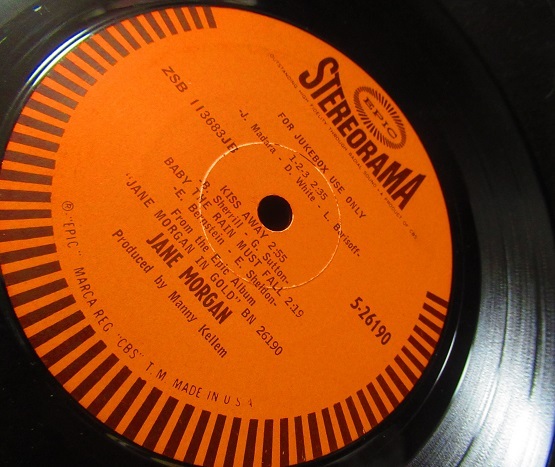 STEREORAMA
EPIC
FOR JUKEBOX USE ONLY
ZSB 113683
1-2-3 2:35
-J. Madara - D. White - L. Borisoff-
KISS AWAY 2:55
B. Sherrill - G. Sutton-
BABY THE RAIN MUST FALL 2:19
-E. Bernstein - E. Sheldon-
From the Epic Album
"JANE MORGAN IN GOLD" BN 26190
JANE MORGAN
Produced by Manny Kellem
5-26190
® "EPIC" MARCA REG "CBS" T. M. MADE IN U S A